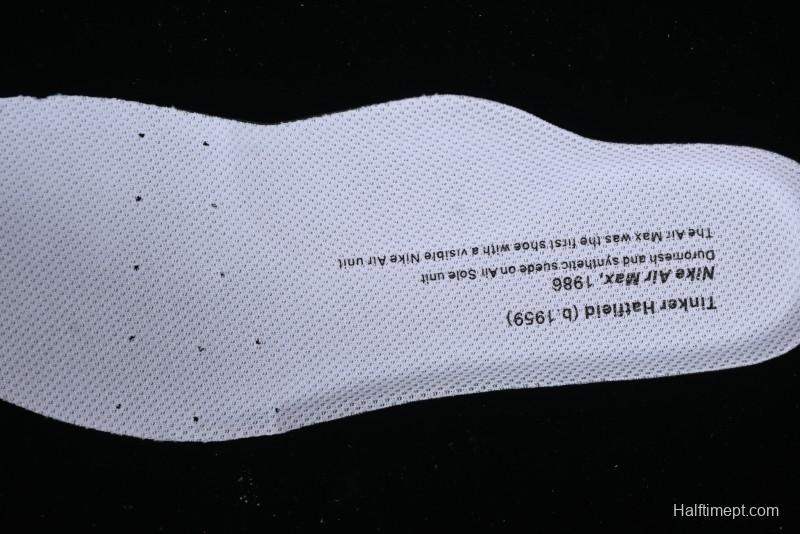 Tinker Hatfield (b.1959)
Nike Air Max, 1986
Duromesh and synthetic suede on Air Sole unit
The Air Max was the first shoe with a visible Nike Air unit
Halftimept.com